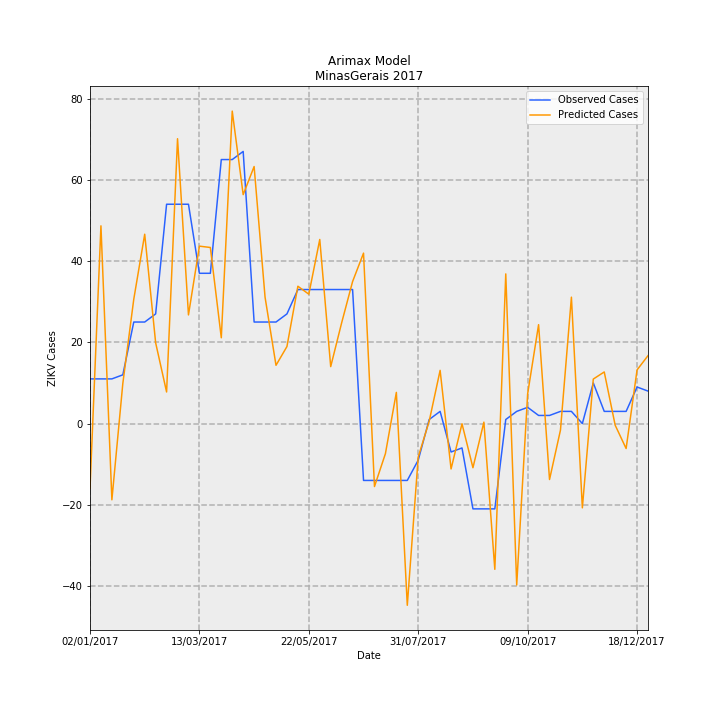 Arimax Model
MinasGerais 2017
Observed Cases
Predicted Cases
ZIKV Cases
80
60
40
20
0
−20
−40
02/01/2017
13/03/2017
22/05/2017
31/07/2017
09/10/2017
18/12/2017
Date